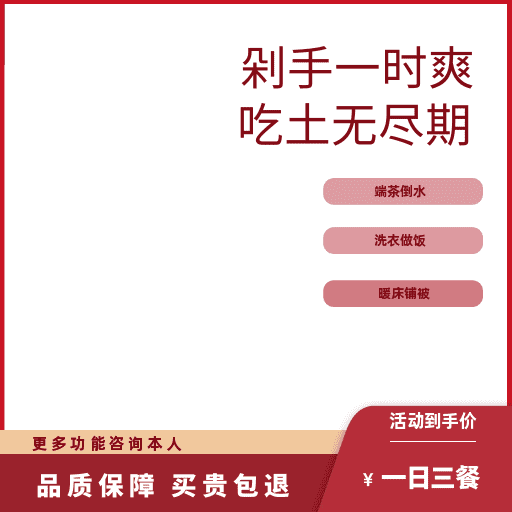 剁手一时爽
吃土无尽期
端茶倒水
洗衣做饭
暖床铺被
更多功能咨询本人
品质保障 买贵包退
活动到手价
¥ 一日三餐